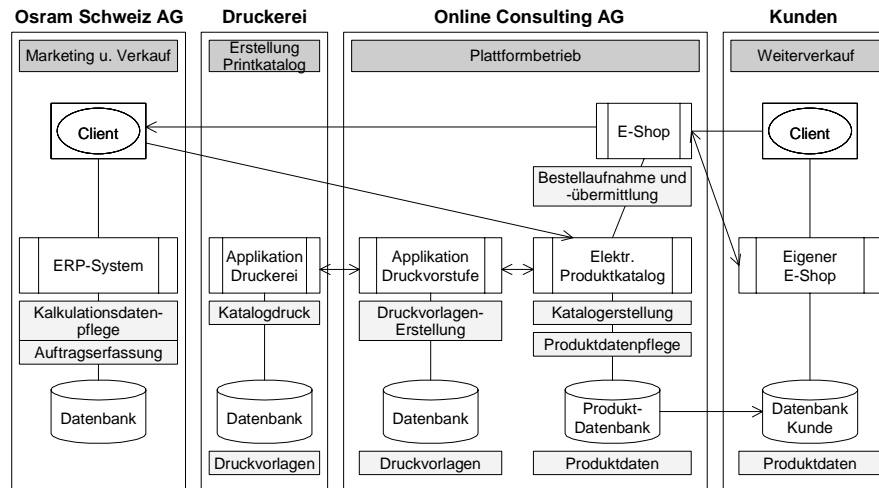 Osram Schweiz AG
Druckerei
Online Consulting AG
Kunden
Marketing u. Verkauf
Erstellung
Printkatalog
Plattformbetrieb
Weiterverkauf
Client
E-Shop
Client
Bestellaufnahme und
-übermittlung
ERP-System
Applikation
Druckerei
Applikation
Druckvorstufe
Elektr.
Produktkatalog
Eigener
E-Shop
Kalkulationsdaten-
pflege
Auftragserfassung
Katalogdruck
Druckvorlagen-
Erstellung
Katalogerstellung
Produktdatenpflege
Datenbank
Datenbank
Datenbank
Produkt-
Datenbank
Datenbank
Kunde
Druckvorlagen
Druckvorlagen
Produktdaten
Produktdaten